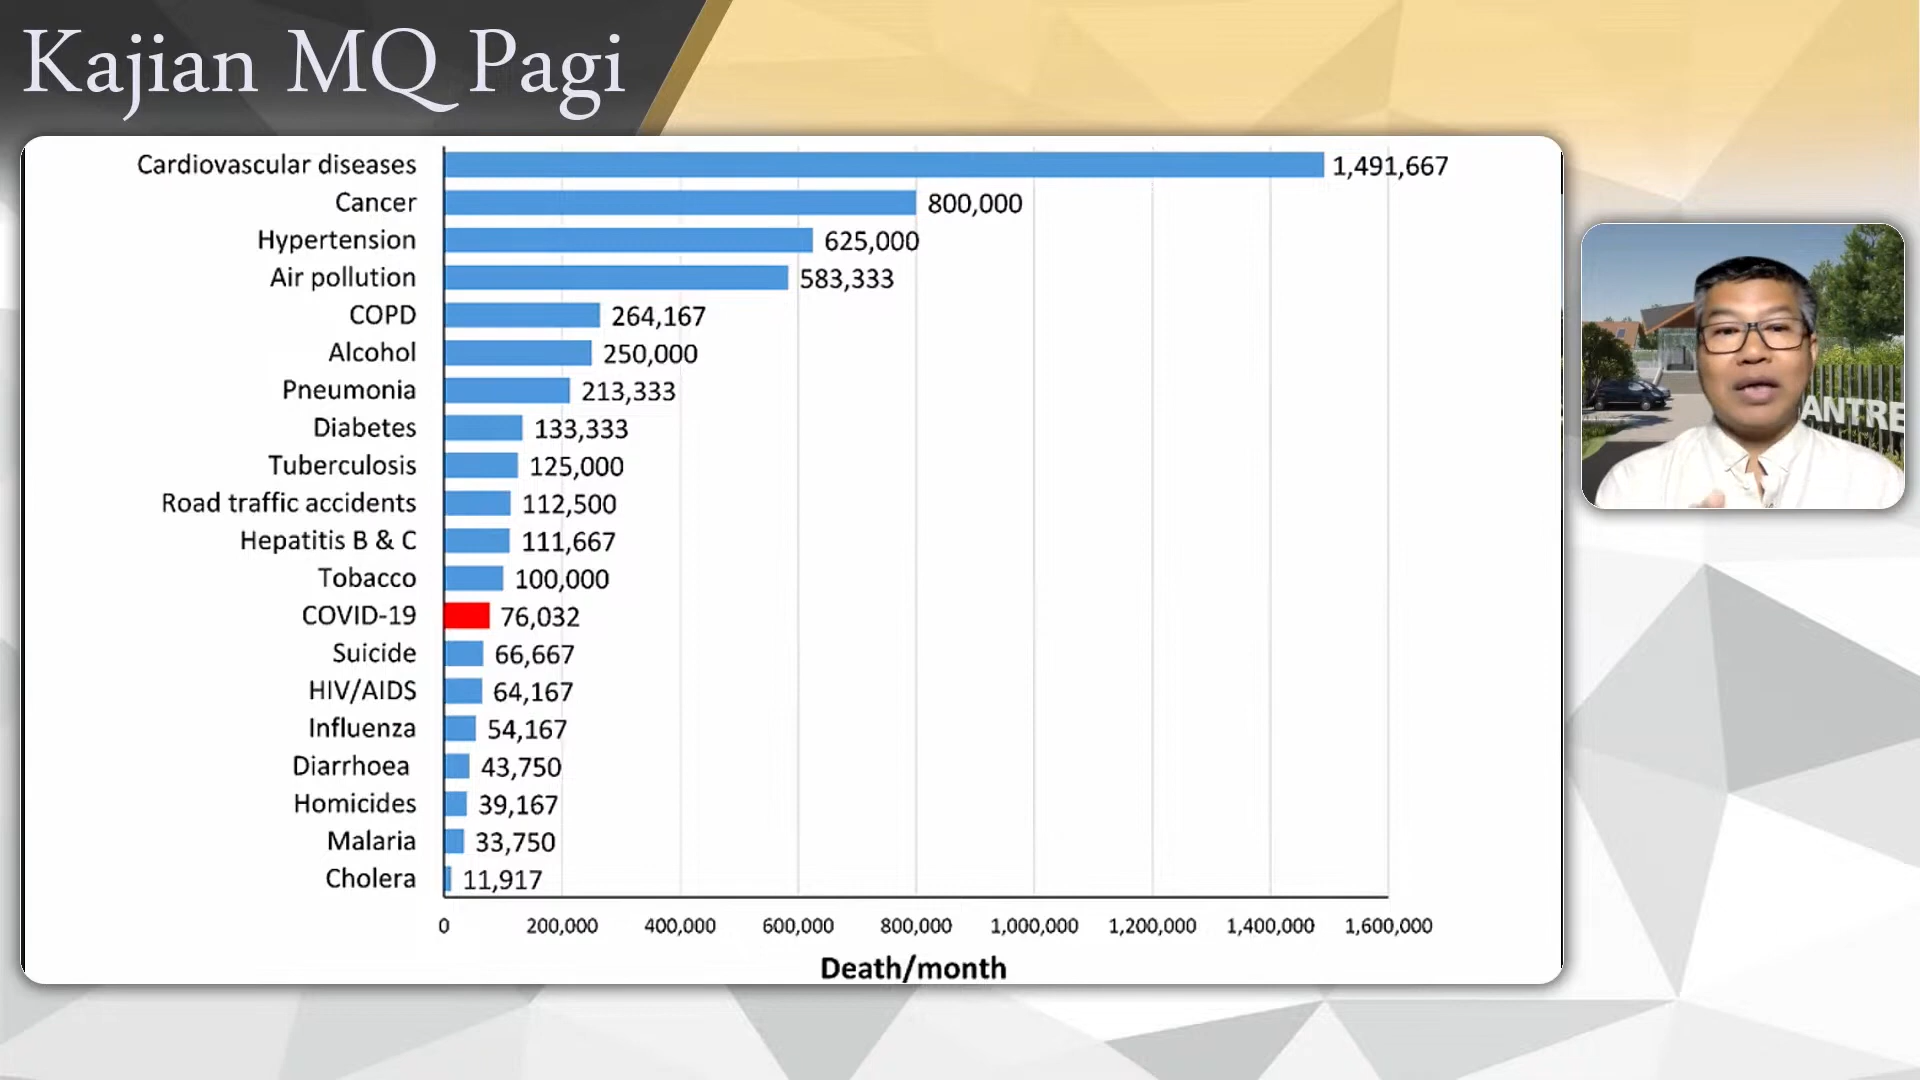 Kajian MQ Pagi
Cardiovascular diseases 1,491,667
Cancer 800,000
Hypertension 625,000
Air pollution 583,333
COPD 264,167
Alcohol 250,000
Pneumonia 213,333
Diabetes 133,333
Tuberculosis 125,000
Road traffic accidents 112,500
Hepatitis B & C 111,667
Tobacco 100,000
COVID-19 76,032
Suicide 66,667
HIV/AIDS 64,167
Influenza 54,167
Diarrhoea 43,750
Homicides 39,167
Malaria 33,750
Cholera 11,917
0 200,000 400,000 600,000 800,000 1,000,000 1,200,000 1,400,000 1,600,000
Death/month
ANTRE